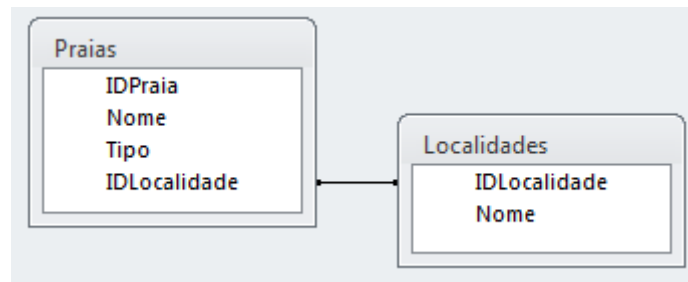 Praias
IDPraia
Nome
Tipo
IDLocalidade
Localidades
IDLocalidade
Nome